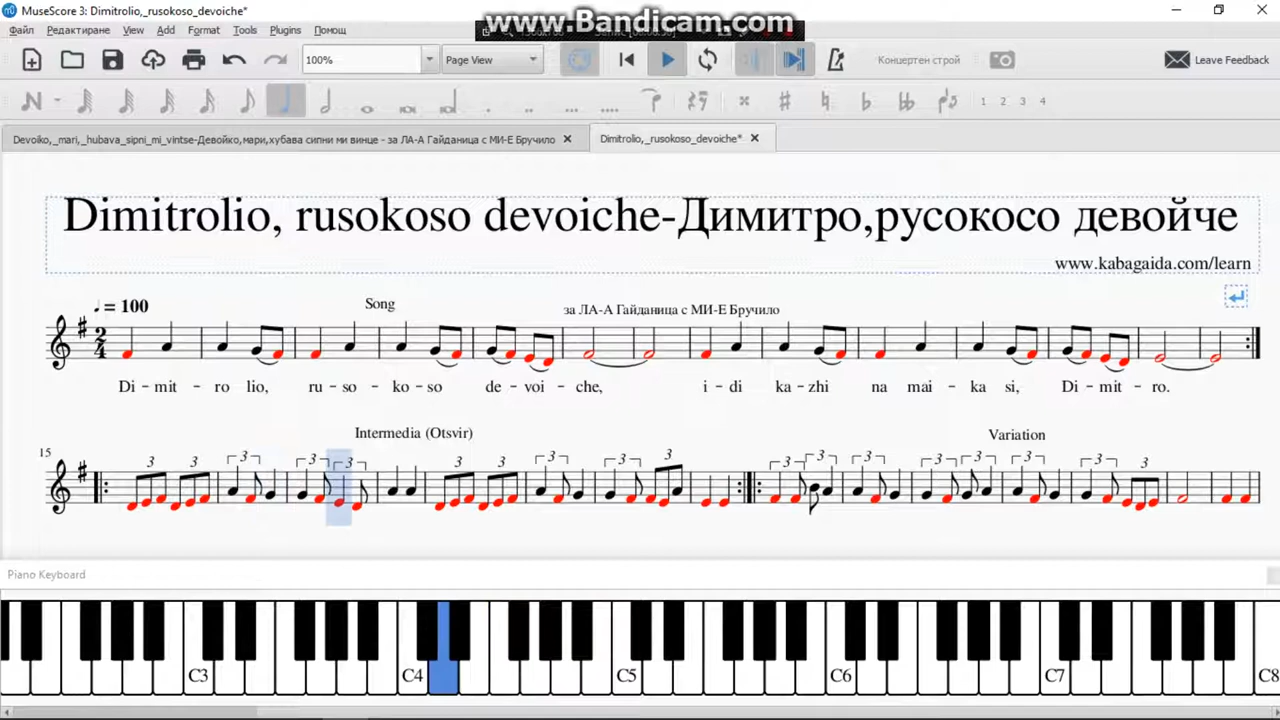 MuseScore 3: Dimitrolio,_rusokoso_devoiche*
www.Bandicam.com
Файл Редактиране View Add Format Tools Plugins Помощ
100% Page View Концертен строй Leave Feedback
1 2 3 4
Devoiko,_mari,_hubava_sipni_mi_vintse-Девойко,мари,хубава сипни ми винце - за ЛА-А Гайданица с МИ-Е Бручило Dimitrolio,_rusokoso_devoiche*
Dimitrolio, rusokoso devoiche-Димитро,русокосо девойче
www.kabagaida.com/learn
♩ = 100 Song за ЛА-А Гайданица с МИ-Е Бручило
2
4
Di – mit – ro lio, ru – so – ko – so de – voi – che, i – di ka – zhi na mai – ka si, Di – mit – ro.
Intermedia (Otsvir) Variation
15
3 3 3 3 3 3 3 3 3 3 3 3 3 3 3 3 3
Piano Keyboard
C3 C4 C5 C6 C7 C8